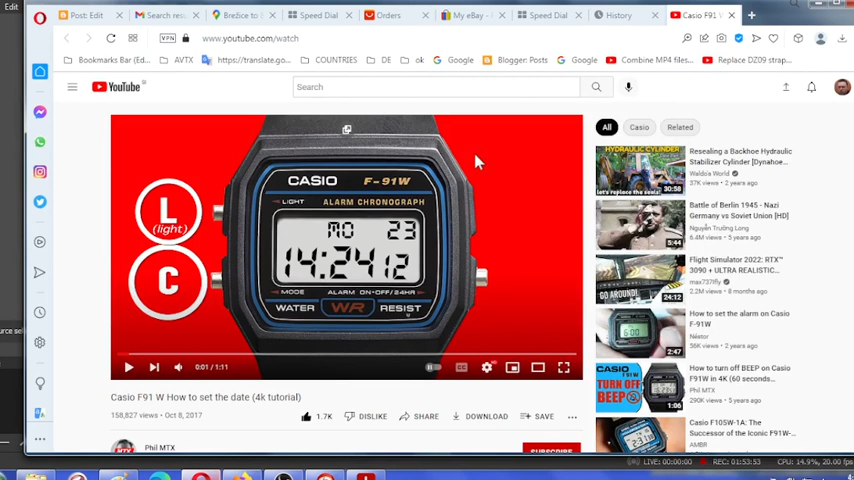 Edit
Post: Edit
Search res
Brežice to
Speed Dial
Orders
My eBay -
Speed Dial
History
Casio F91 W
VPN
www.youtube.com/watch
Bookmarks Bar (Ed...
AVTX
https://translate.go...
COUNTRIES
DE
ok
Google
Blogger: Posts
Google
Combine MP4 files...
Replace DZ09 strap...
YouTube
SI
Search
CASIO
F-91W
LIGHT
ALARM CHRONOGRAPH
L
(light)
MO 23
14:24 12
C
MODE
ALARM ON·OFF/24HR
WATER
WR
RESIST
0:01 / 1:11
CC
HD
Casio F91 W How to set the date (4k tutorial)
158,827 views • Oct 8, 2017
1.7K
DISLIKE
SHARE
DOWNLOAD
SAVE
Phil MTX
SUBSCRIBE
All
Casio
Related
HYDRAULIC CYLINDER
let's replace the seals!
30:58
Resealing a Backhoe Hydraulic
Stabilizer Cylinder [Dynahoe...
Waldo's World
37K views • 2 years ago
5:44
Battle of Berlin 1945 - Nazi
Germany vs Soviet Union [HD]
Nguyễn Trường Long
6.4M views • 5 years ago
GO AROUND!
24:12
Flight Simulator 2022: RTX™
3090 + ULTRA REALISTIC...
max737ifly
2.2M views • 8 months ago
2:47
How to set the alarm on Casio
F-91W
Néstor
56K views • 2 years ago
TURN OFF
BEEP
1:06
How to turn off BEEP on Casio
F91W in 4K (60 seconds...
Phil MTX
290K views • 5 years ago
Casio F105W-1A: The
Successor of the Iconic F91W-...
AMBR
LIVE: 00:00:00
REC: 01:53:53
CPU: 14.9%, 20.00 fps